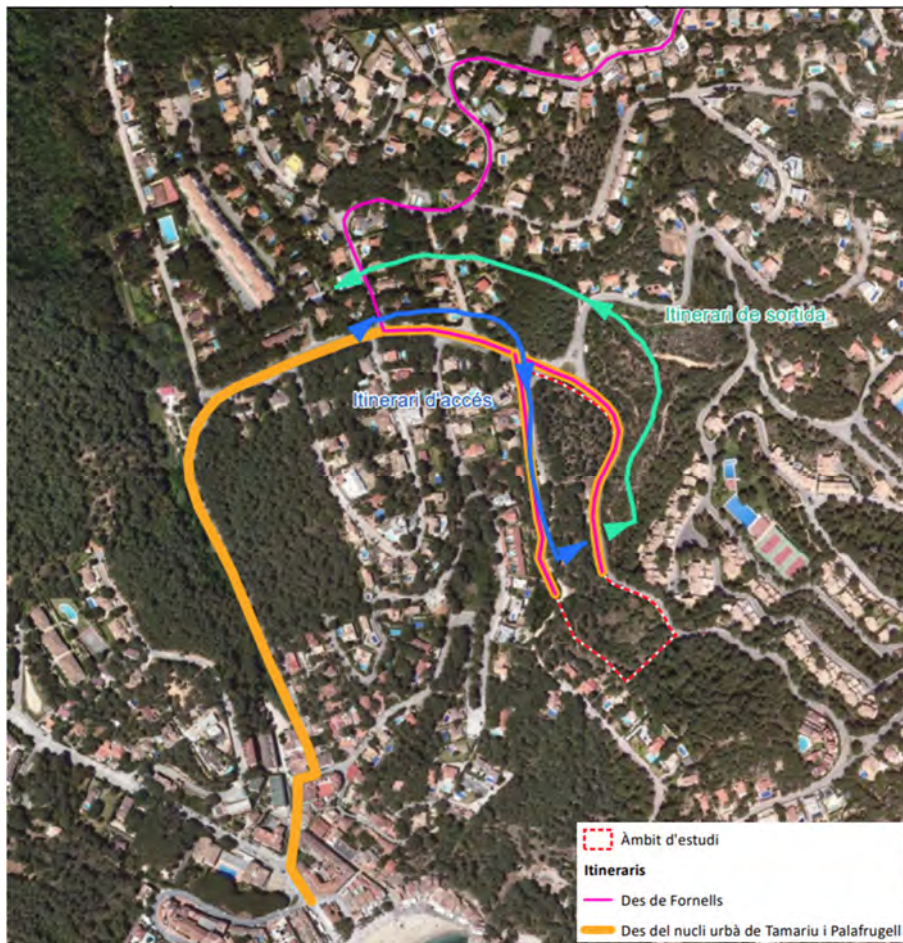 Itinerari de sortida
Itinerari d'accés
Àmbit d'estudi
Itineraris
Des de Fornells
Des del nucli urbà de Tamariu i Palafrugell